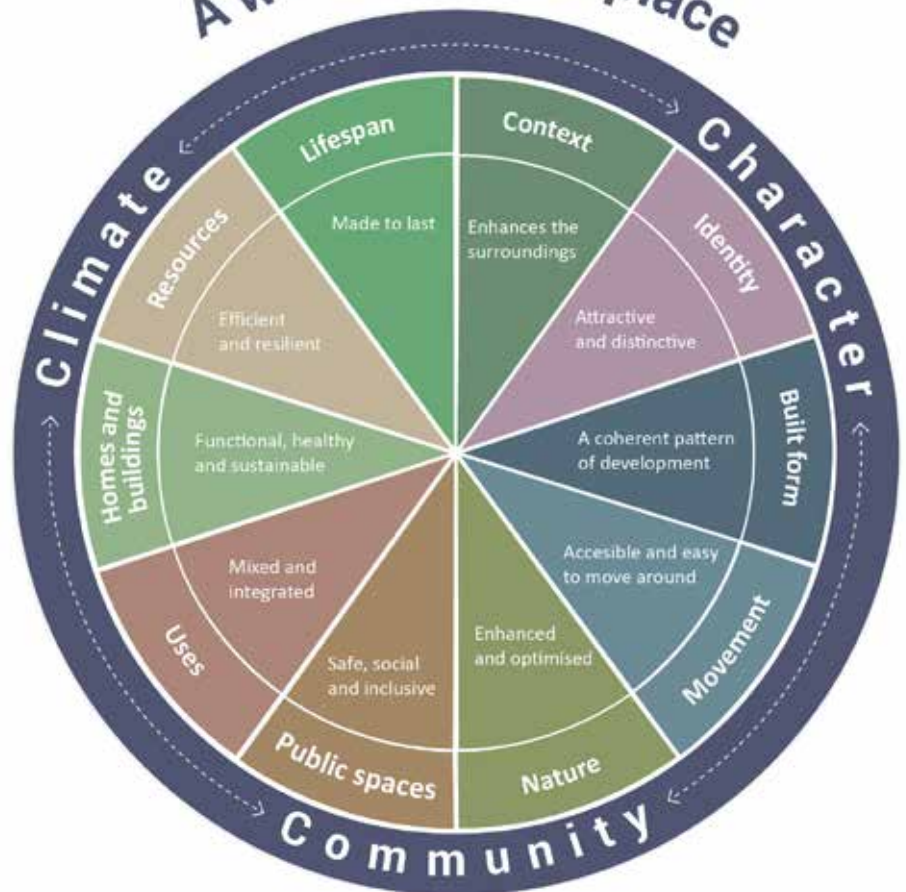 A
place
Climate
Character
Community
Context
Enhances the
surroundings
Identity
Attractive
and distinctive
Built form
A coherent pattern
of development
Movement
Accesible and easy
to move around
Nature
Enhanced
and optimised
Public spaces
Safe, social
and inclusive
Uses
Mixed and
integrated
Homes and
buildings
Functional, healthy
and sustainable
Resources
Efficient
and resilient
Lifespan
Made to last